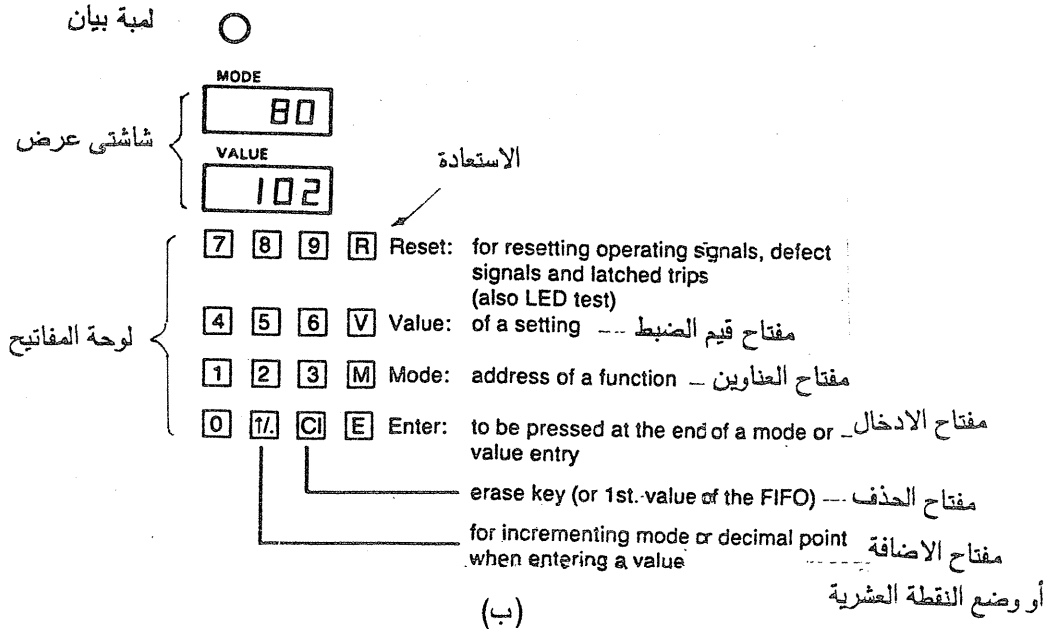 لمبة بيان
MODE
80
شاشتى عرض
VALUE
102
الاستعادة
7 8 9 R Reset: for resetting operating signals, defect
signals and latched trips
(also LED test)
4 5 6 V Value: of a setting --- مفتاح قيم الضبط
لوحة المفاتيح
1 2 3 M Mode: address of a function – مفتاح العناوين
0 ↑/. Cl E Enter: to be pressed at the end of a mode or – مفتاح الادخال
value entry
erase key (or 1st. value of the FIFO) --- مفتاح الحذف
for incrementing mode or decimal point مفتاح الاضافة
when entering a value
أو وضع النقطة العشرية
(ب)